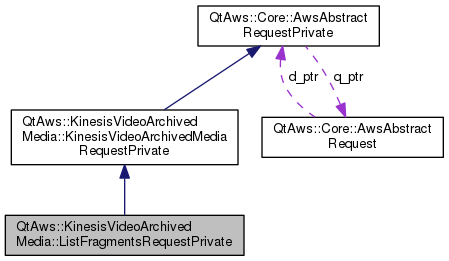 QtAws::Core::AwsAbstract
RequestPrivate
d_ptr
q_ptr
QtAws::KinesisVideoArchived
Media::KinesisVideoArchivedMedia
RequestPrivate
QtAws::Core::AwsAbstract
Request
QtAws::KinesisVideoArchived
Media::ListFragmentsRequestPrivate